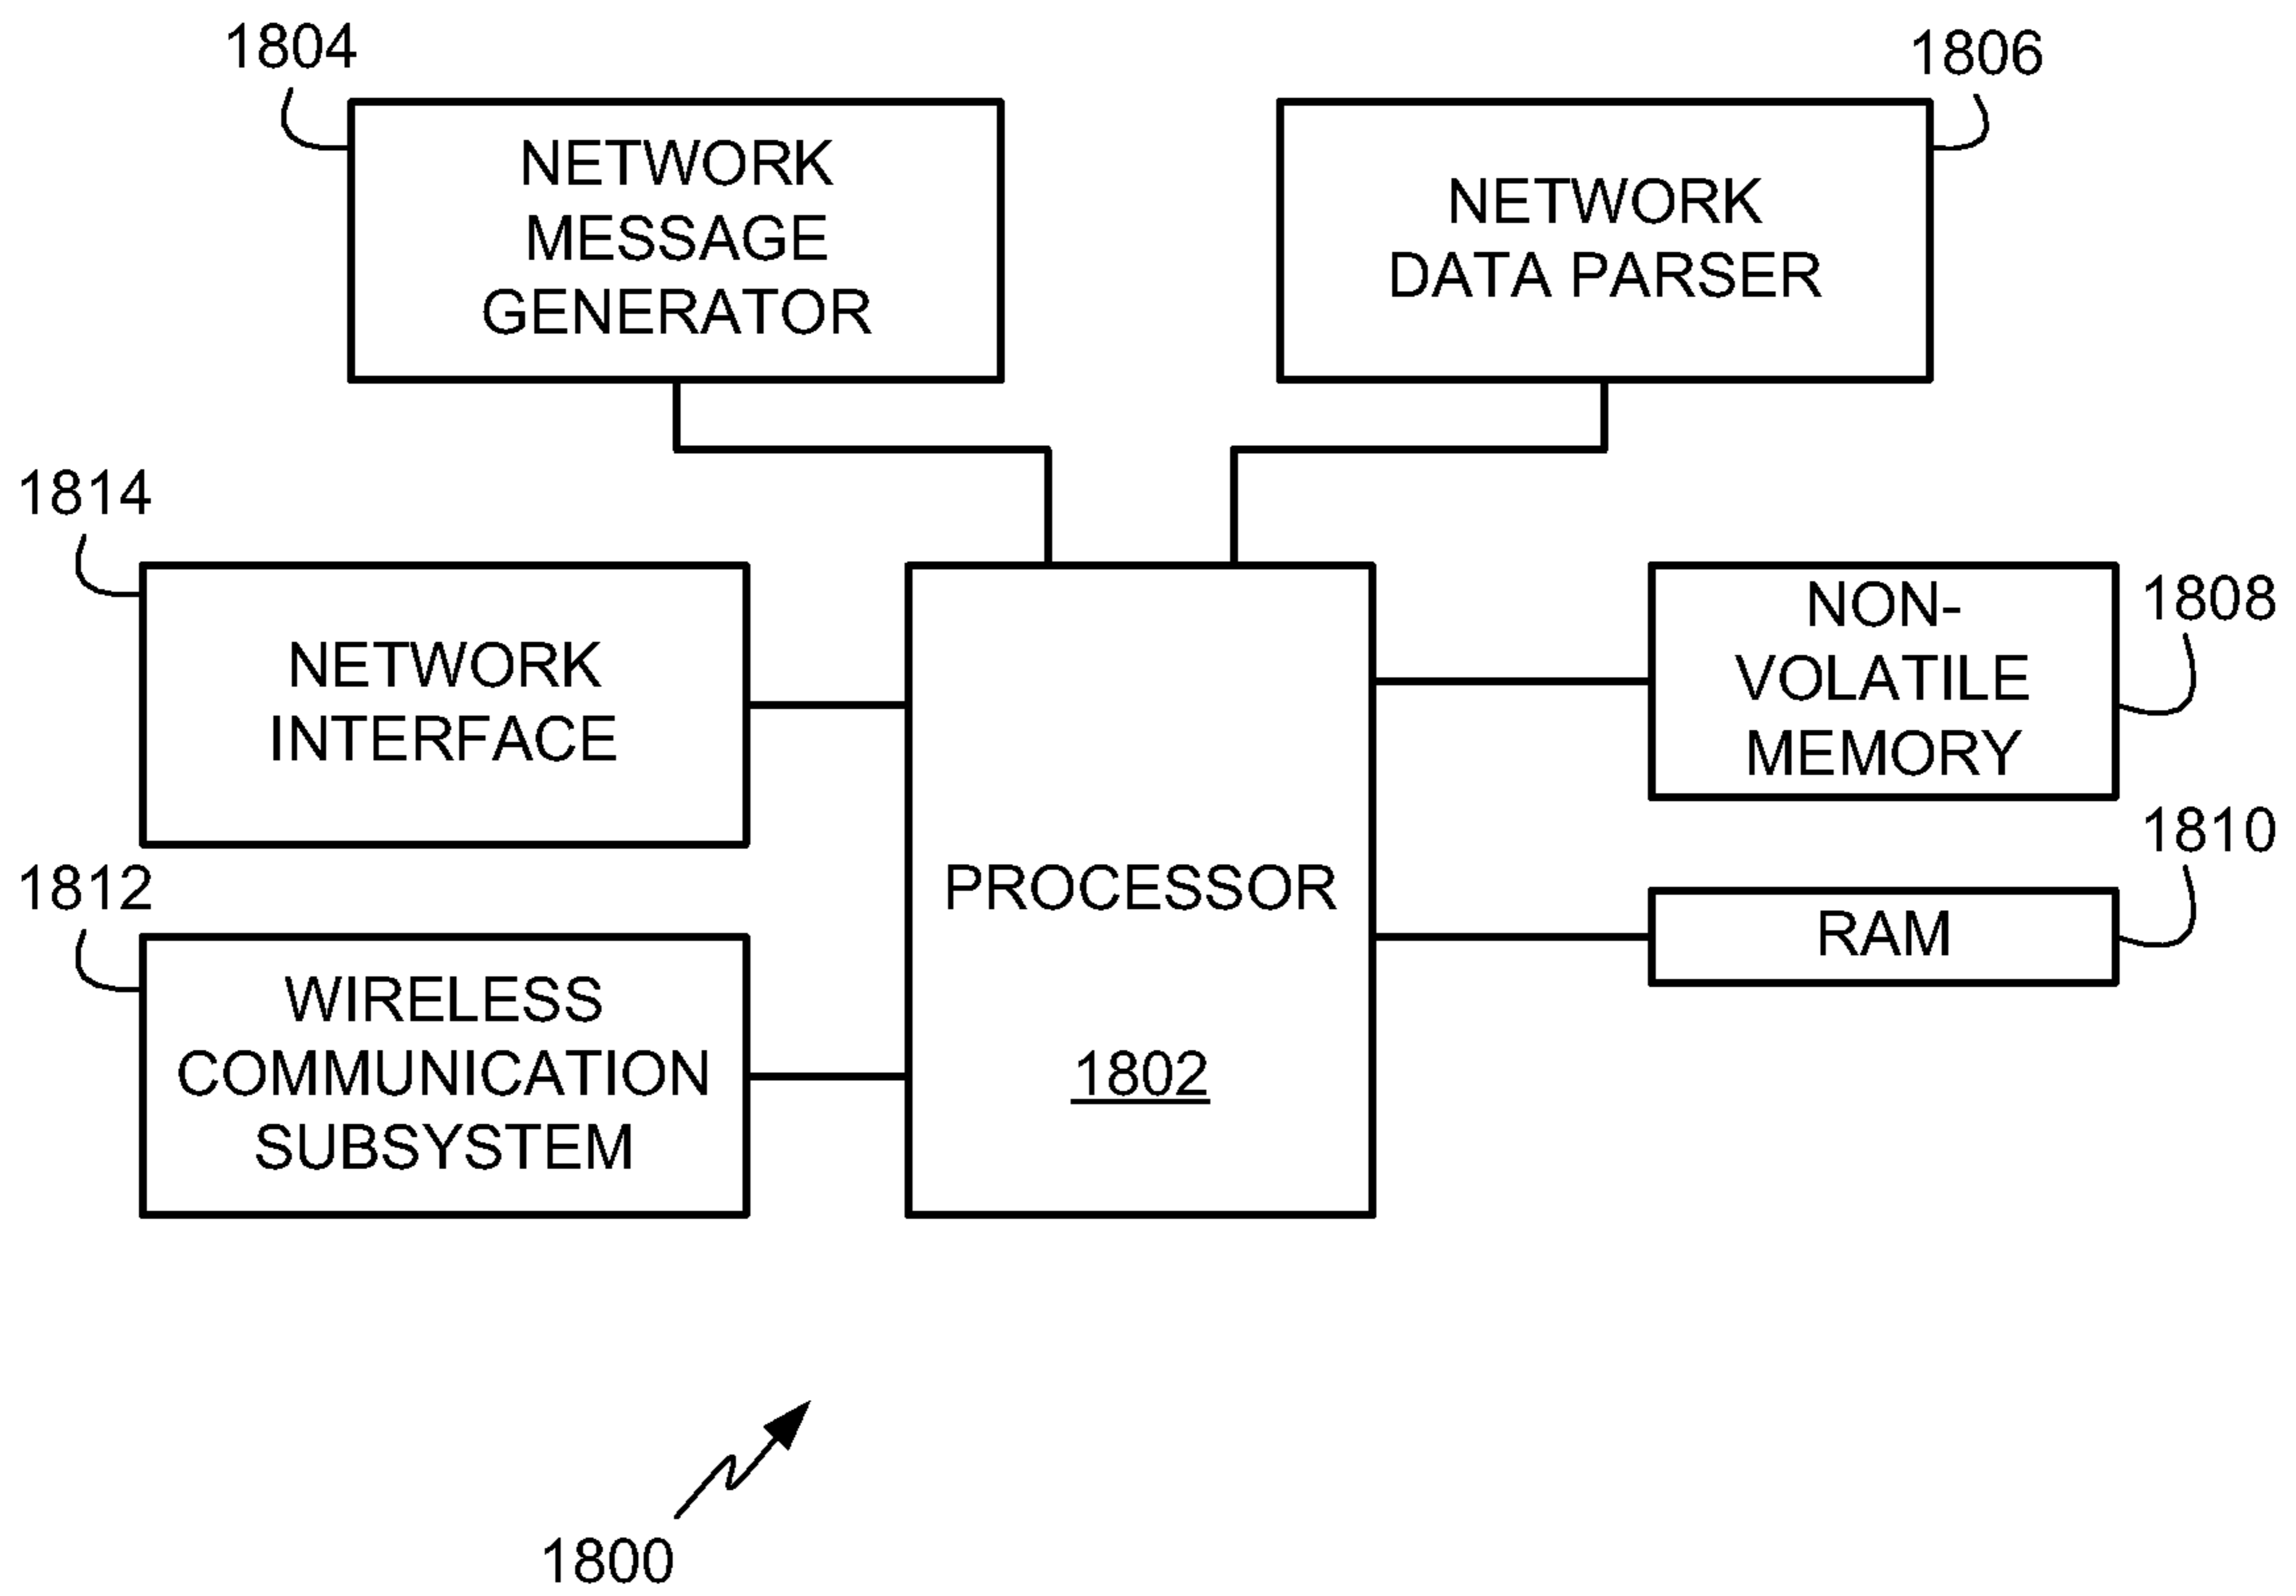 1804
1806
NETWORK
MESSAGE
GENERATOR
NETWORK
DATA PARSER
1814
NETWORK
INTERFACE
NON-
VOLATILE
MEMORY
1808
1812
WIRELESS
COMMUNICATION
SUBSYSTEM
PROCESSOR
1802
1810
RAM
1800